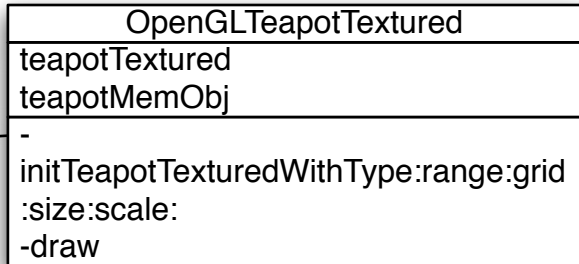 OpenGLTeapotTextured
teapotTextured
teapotMemObj
-
initTeapotTexturedWithType:range:grid
:size:scale:
-draw